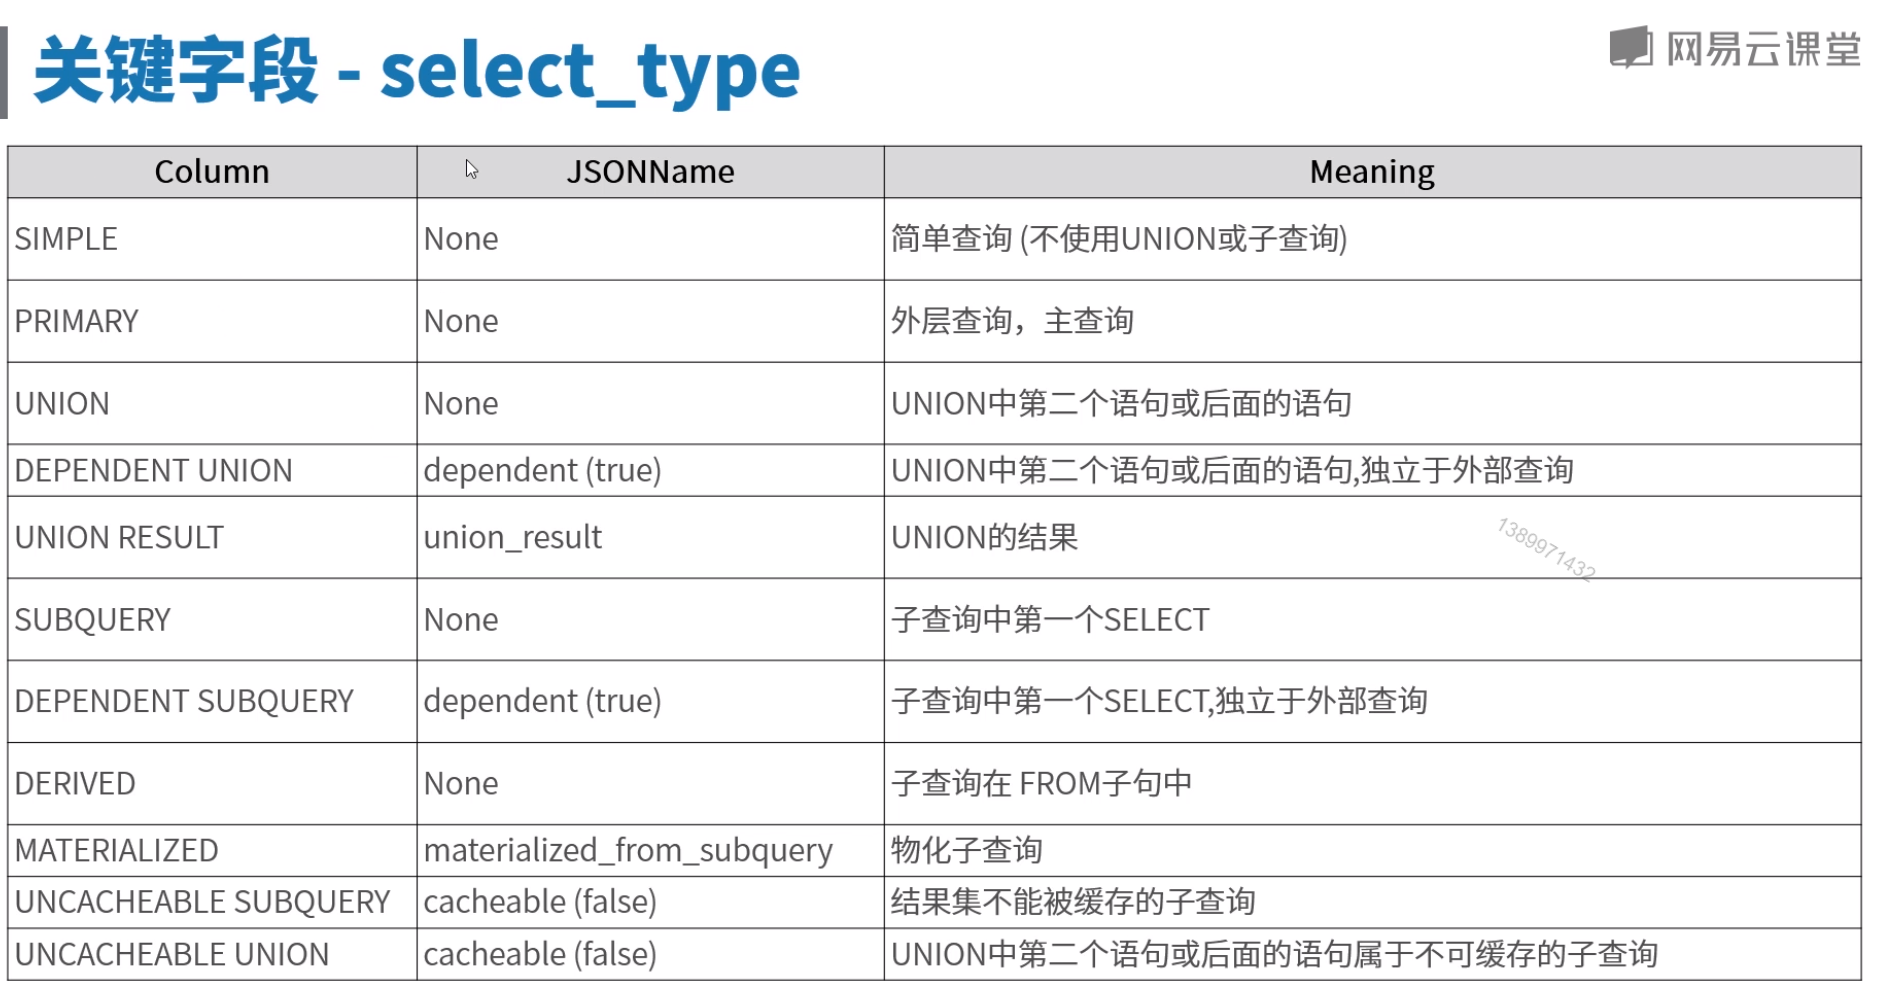 关键字段 - select_type
网易云课堂
Column JSONName Meaning
SIMPLE None 简单查询 (不使用UNION或子查询)
PRIMARY None 外层查询，主查询
UNION None UNION中第二个语句或后面的语句
DEPENDENT UNION dependent (true) UNION中第二个语句或后面的语句,独立于外部查询
UNION RESULT union_result UNION的结果
1389971432
SUBQUERY None 子查询中第一个SELECT
DEPENDENT SUBQUERY dependent (true) 子查询中第一个SELECT,独立于外部查询
DERIVED None 子查询在 FROM子句中
MATERIALIZED materialized_from_subquery 物化子查询
UNCACHEABLE SUBQUERY cacheable (false) 结果集不能被缓存的子查询
UNCACHEABLE UNION cacheable (false) UNION中第二个语句或后面的语句属于不可缓存的子查询